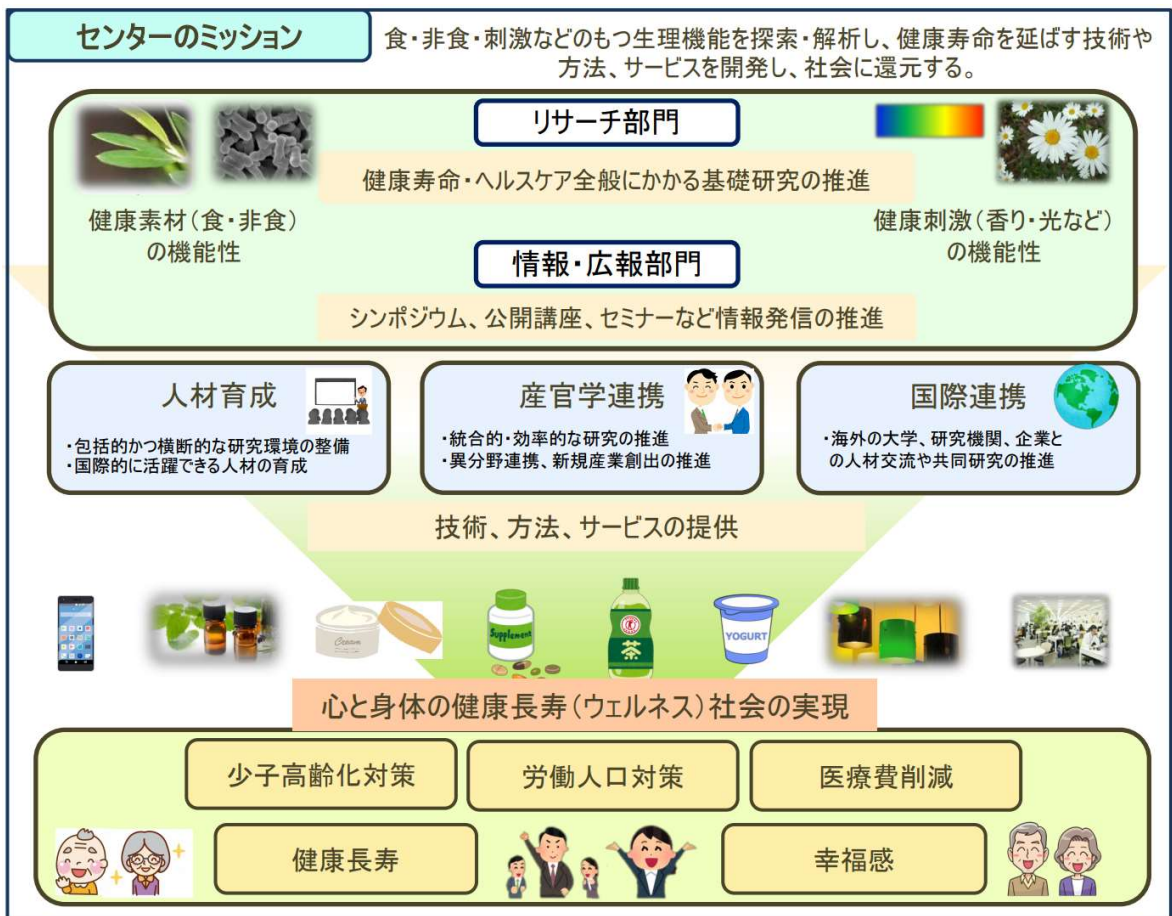 センターのミッション
食・非食・刺激などのもつ生理機能を探索・解析し、健康寿命を延ばす技術や
方法、サービスを開発し、社会に還元する。
リサーチ部門
健康寿命・ヘルスケア全般にかかる基礎研究の推進
健康素材（食・非食）
の機能性
健康刺激（香り・光など）
の機能性
情報・広報部門
シンポジウム、公開講座、セミナーなど情報発信の推進
人材育成
・包括的かつ横断的な研究環境の整備
・国際的に活躍できる人材の育成
産官学連携
・統合的・効率的な研究の推進
・異分野連携、新規産業創出の推進
国際連携
・海外の大学、研究機関、企業と
の人材交流や共同研究の推進
技術、方法、サービスの提供
Cream
Supplement
茶
YOGURT
心と身体の健康長寿（ウェルネス）社会の実現
少子高齢化対策
労働人口対策
医療費削減
健康長寿
幸福感